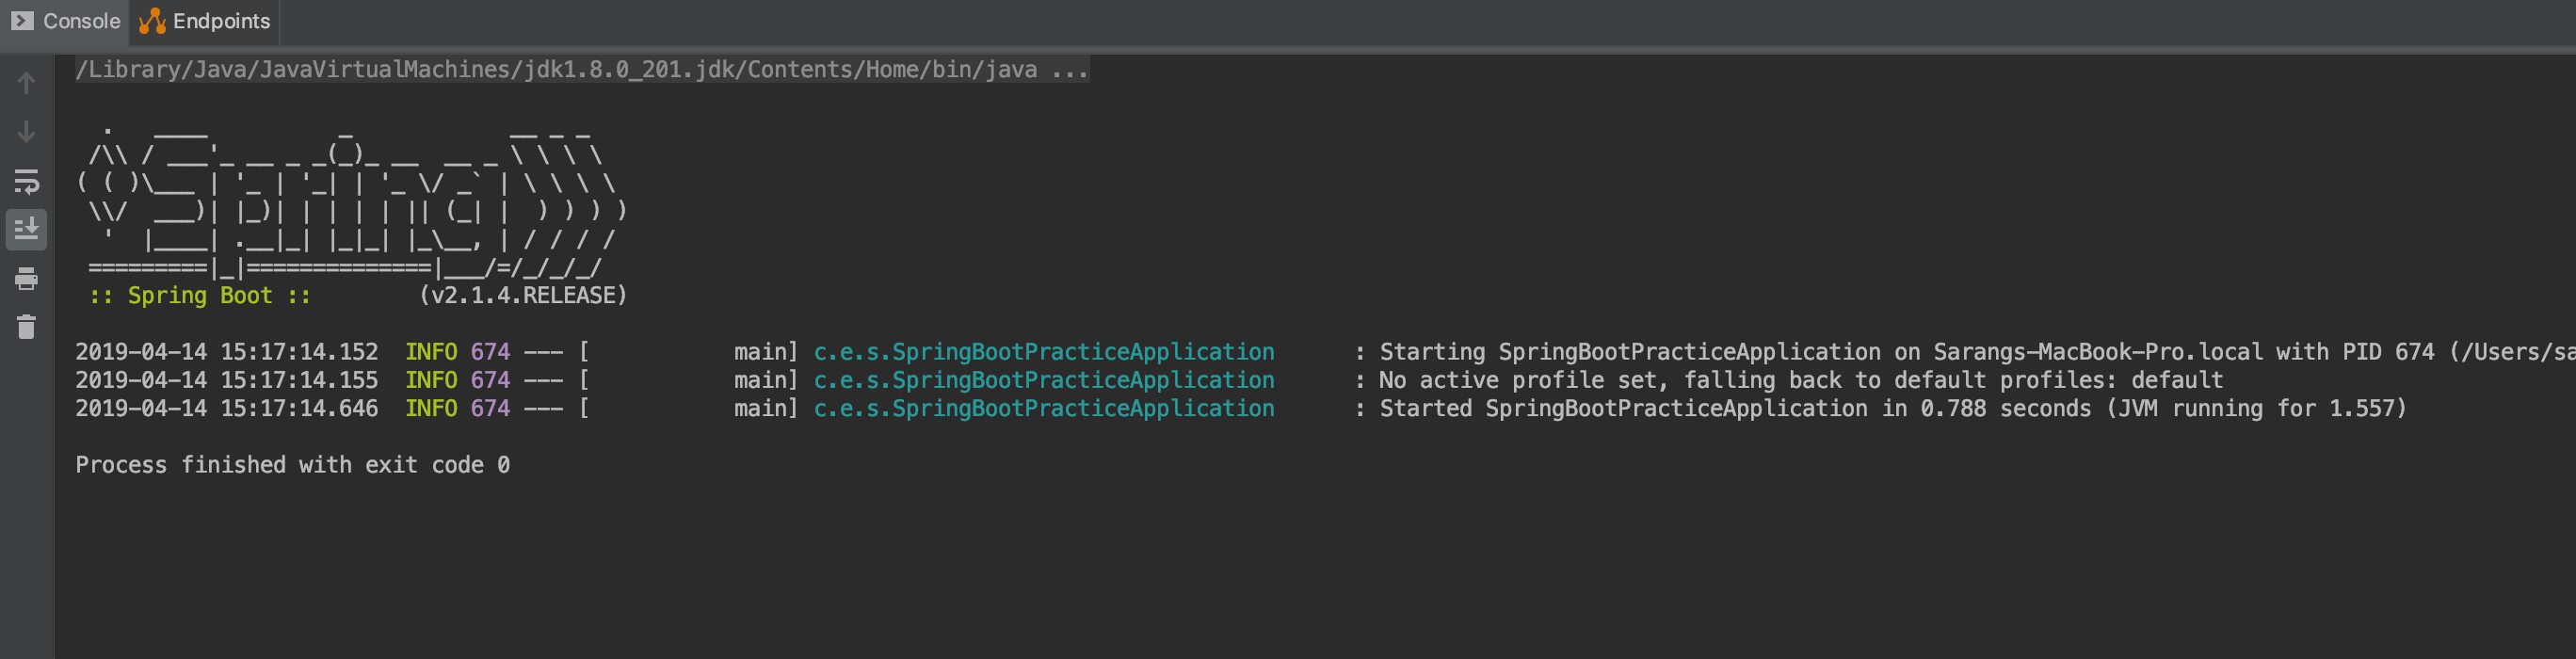 Console Endpoints
/Library/Java/JavaVirtualMachines/jdk1.8.0_201.jdk/Contents/Home/bin/java ...
  .   ____          _            __ _ _
 /\\ / ___'_ __ _ _(_)_ __  __ _ \ \ \ \
( ( )\___ | '_ | '_| | '_ \/ _` | \ \ \ \
 \\/  ___)| |_)| | | | | || (_| |  ) ) ) )
  '  |____| .__|_| |_|_| |_\__, | / / / /
 =========|_|==============|___/=/_/_/_/
 :: Spring Boot ::        (v2.1.4.RELEASE)
2019-04-14 15:17:14.152  INFO 674 --- [           main] c.e.s.SpringBootPracticeApplication      : Starting SpringBootPracticeApplication on Sarangs-MacBook-Pro.local with PID 674 (/Users/sa
2019-04-14 15:17:14.155  INFO 674 --- [           main] c.e.s.SpringBootPracticeApplication      : No active profile set, falling back to default profiles: default
2019-04-14 15:17:14.646  INFO 674 --- [           main] c.e.s.SpringBootPracticeApplication      : Started SpringBootPracticeApplication in 0.788 seconds (JVM running for 1.557)
Process finished with exit code 0